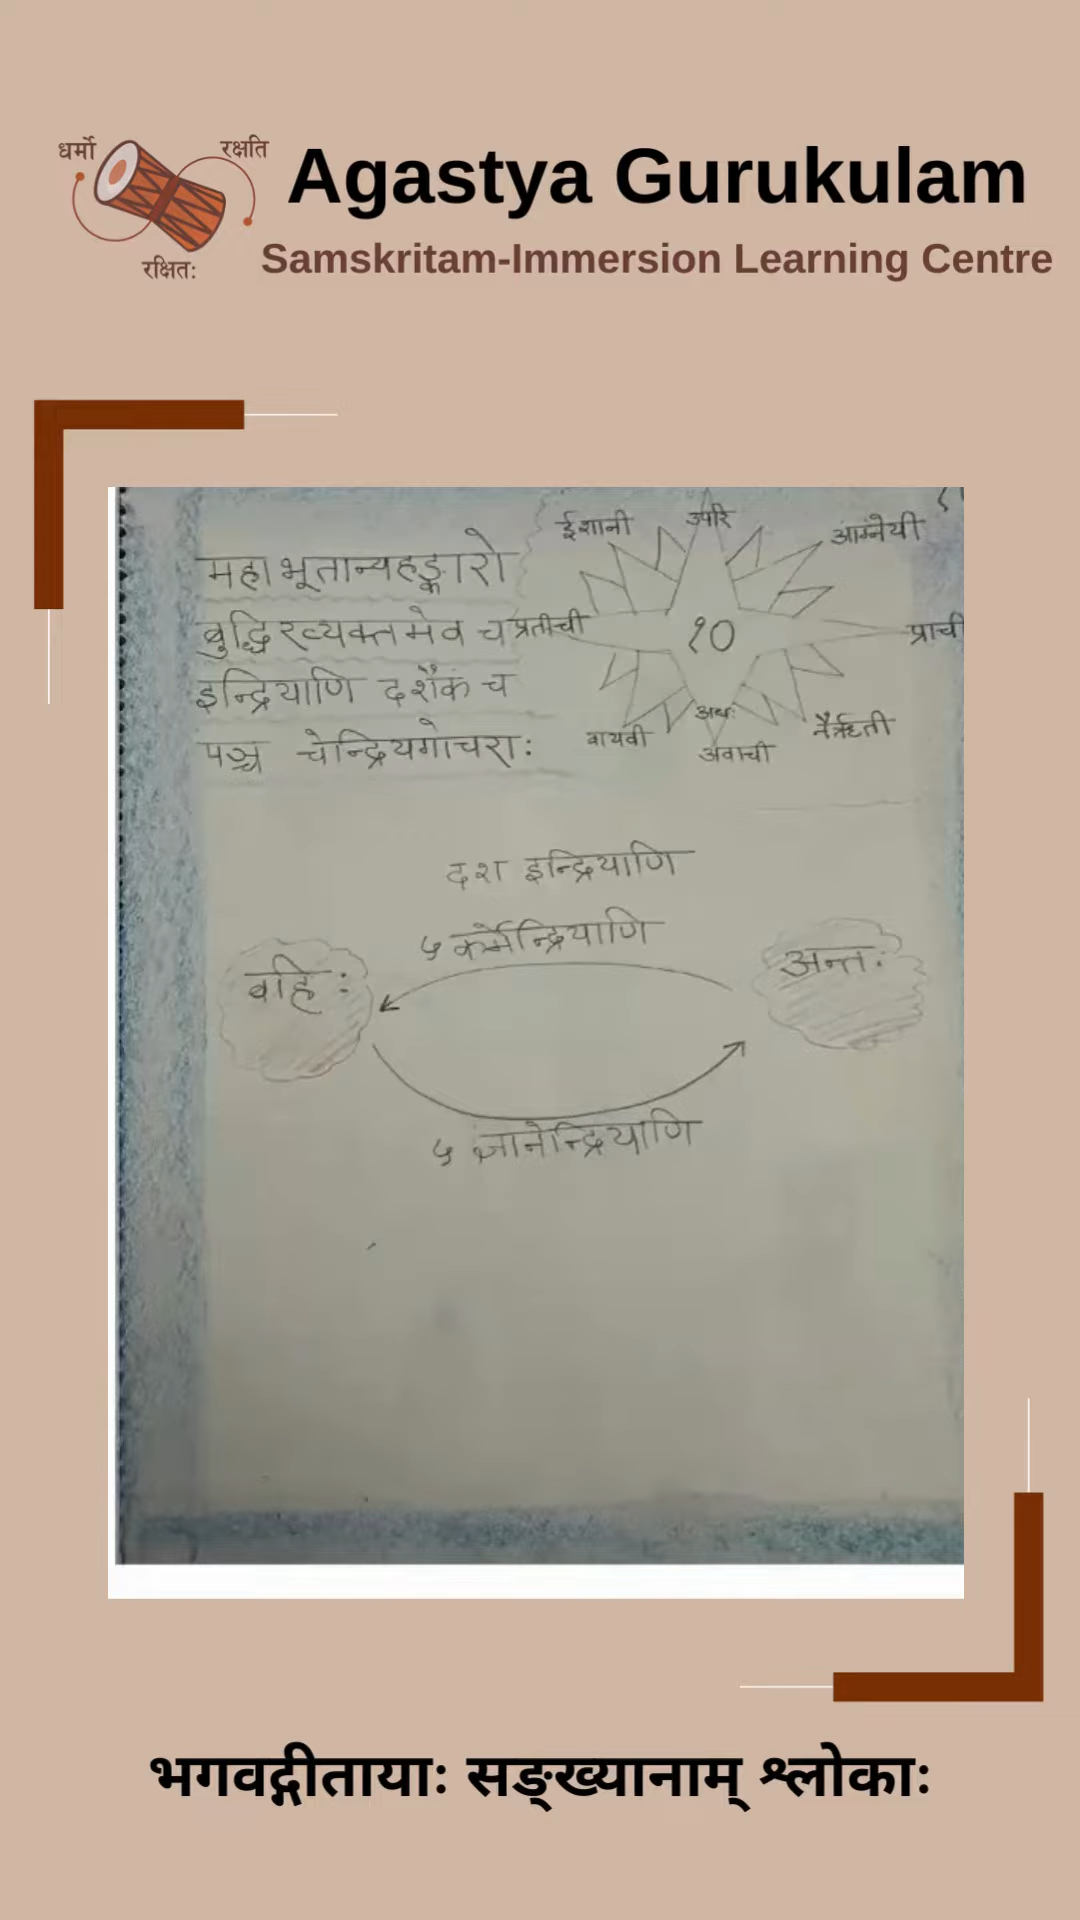 धर्मो रक्षति
रक्षित:
Agastya Gurukulam
Samskritam-Immersion Learning Centre
महाभूतान्यहङ्कारो
बुद्धिरव्यक्तमेव च
इन्द्रियाणि दशैकं च
पञ्च चेन्द्रियगोचराः
ईशानी
उपरि
आग्नेयी
प्रतीची
१०
प्राची
वायवी
अधः
अवाची
नैर्ऋती
दश इन्द्रियाणि
५ कर्मेन्द्रियाणि
बहिः
अन्तः
५ ज्ञानेन्द्रियाणि
भगवद्गीतायाः सङ्ख्यानाम् श्लोकाः